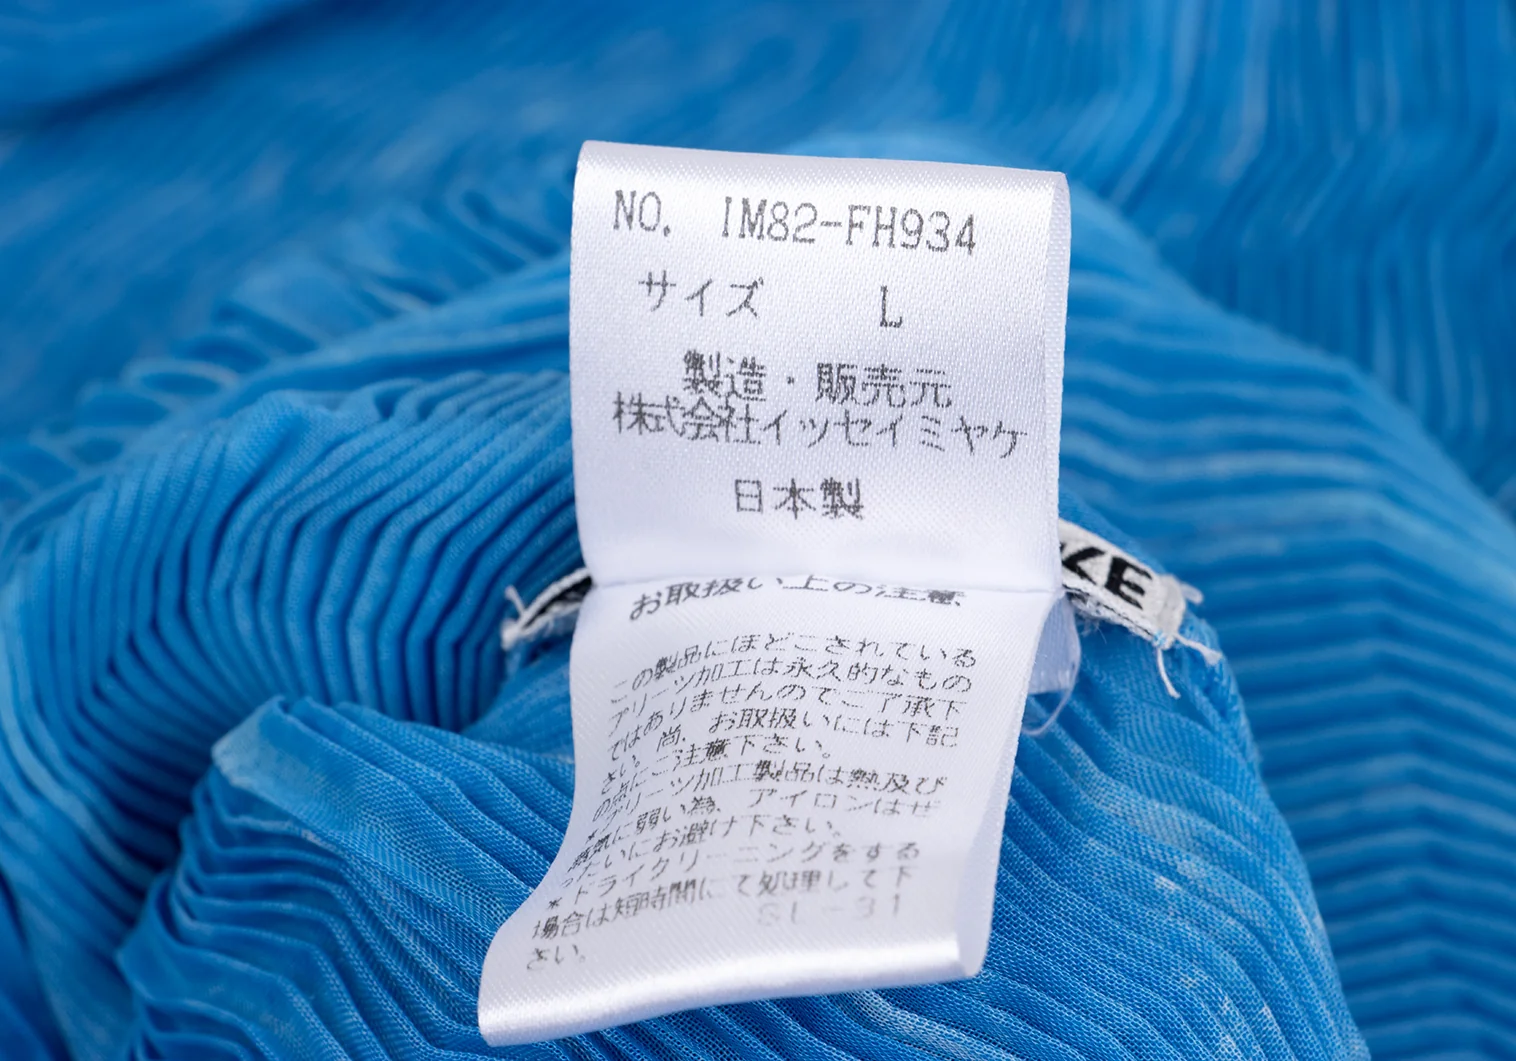 NO. IM82-FH934
サイズ L
製造・販売元
株式会社イッセイミヤケ
日本製
お取扱い上の注意
この製品にほどこされている
プリーツ加工は永久的なもの
ではありませんのでご了承下
さい。尚、お取扱いには下記
の点にご注意下さい。
*プリーツ加工製品は熱及び
蒸気に弱い為、アイロンはぜ
ったいにお避け下さい。
*ドライクリーニングをする
場合は短時間にて処理して下
さい。
SL-31